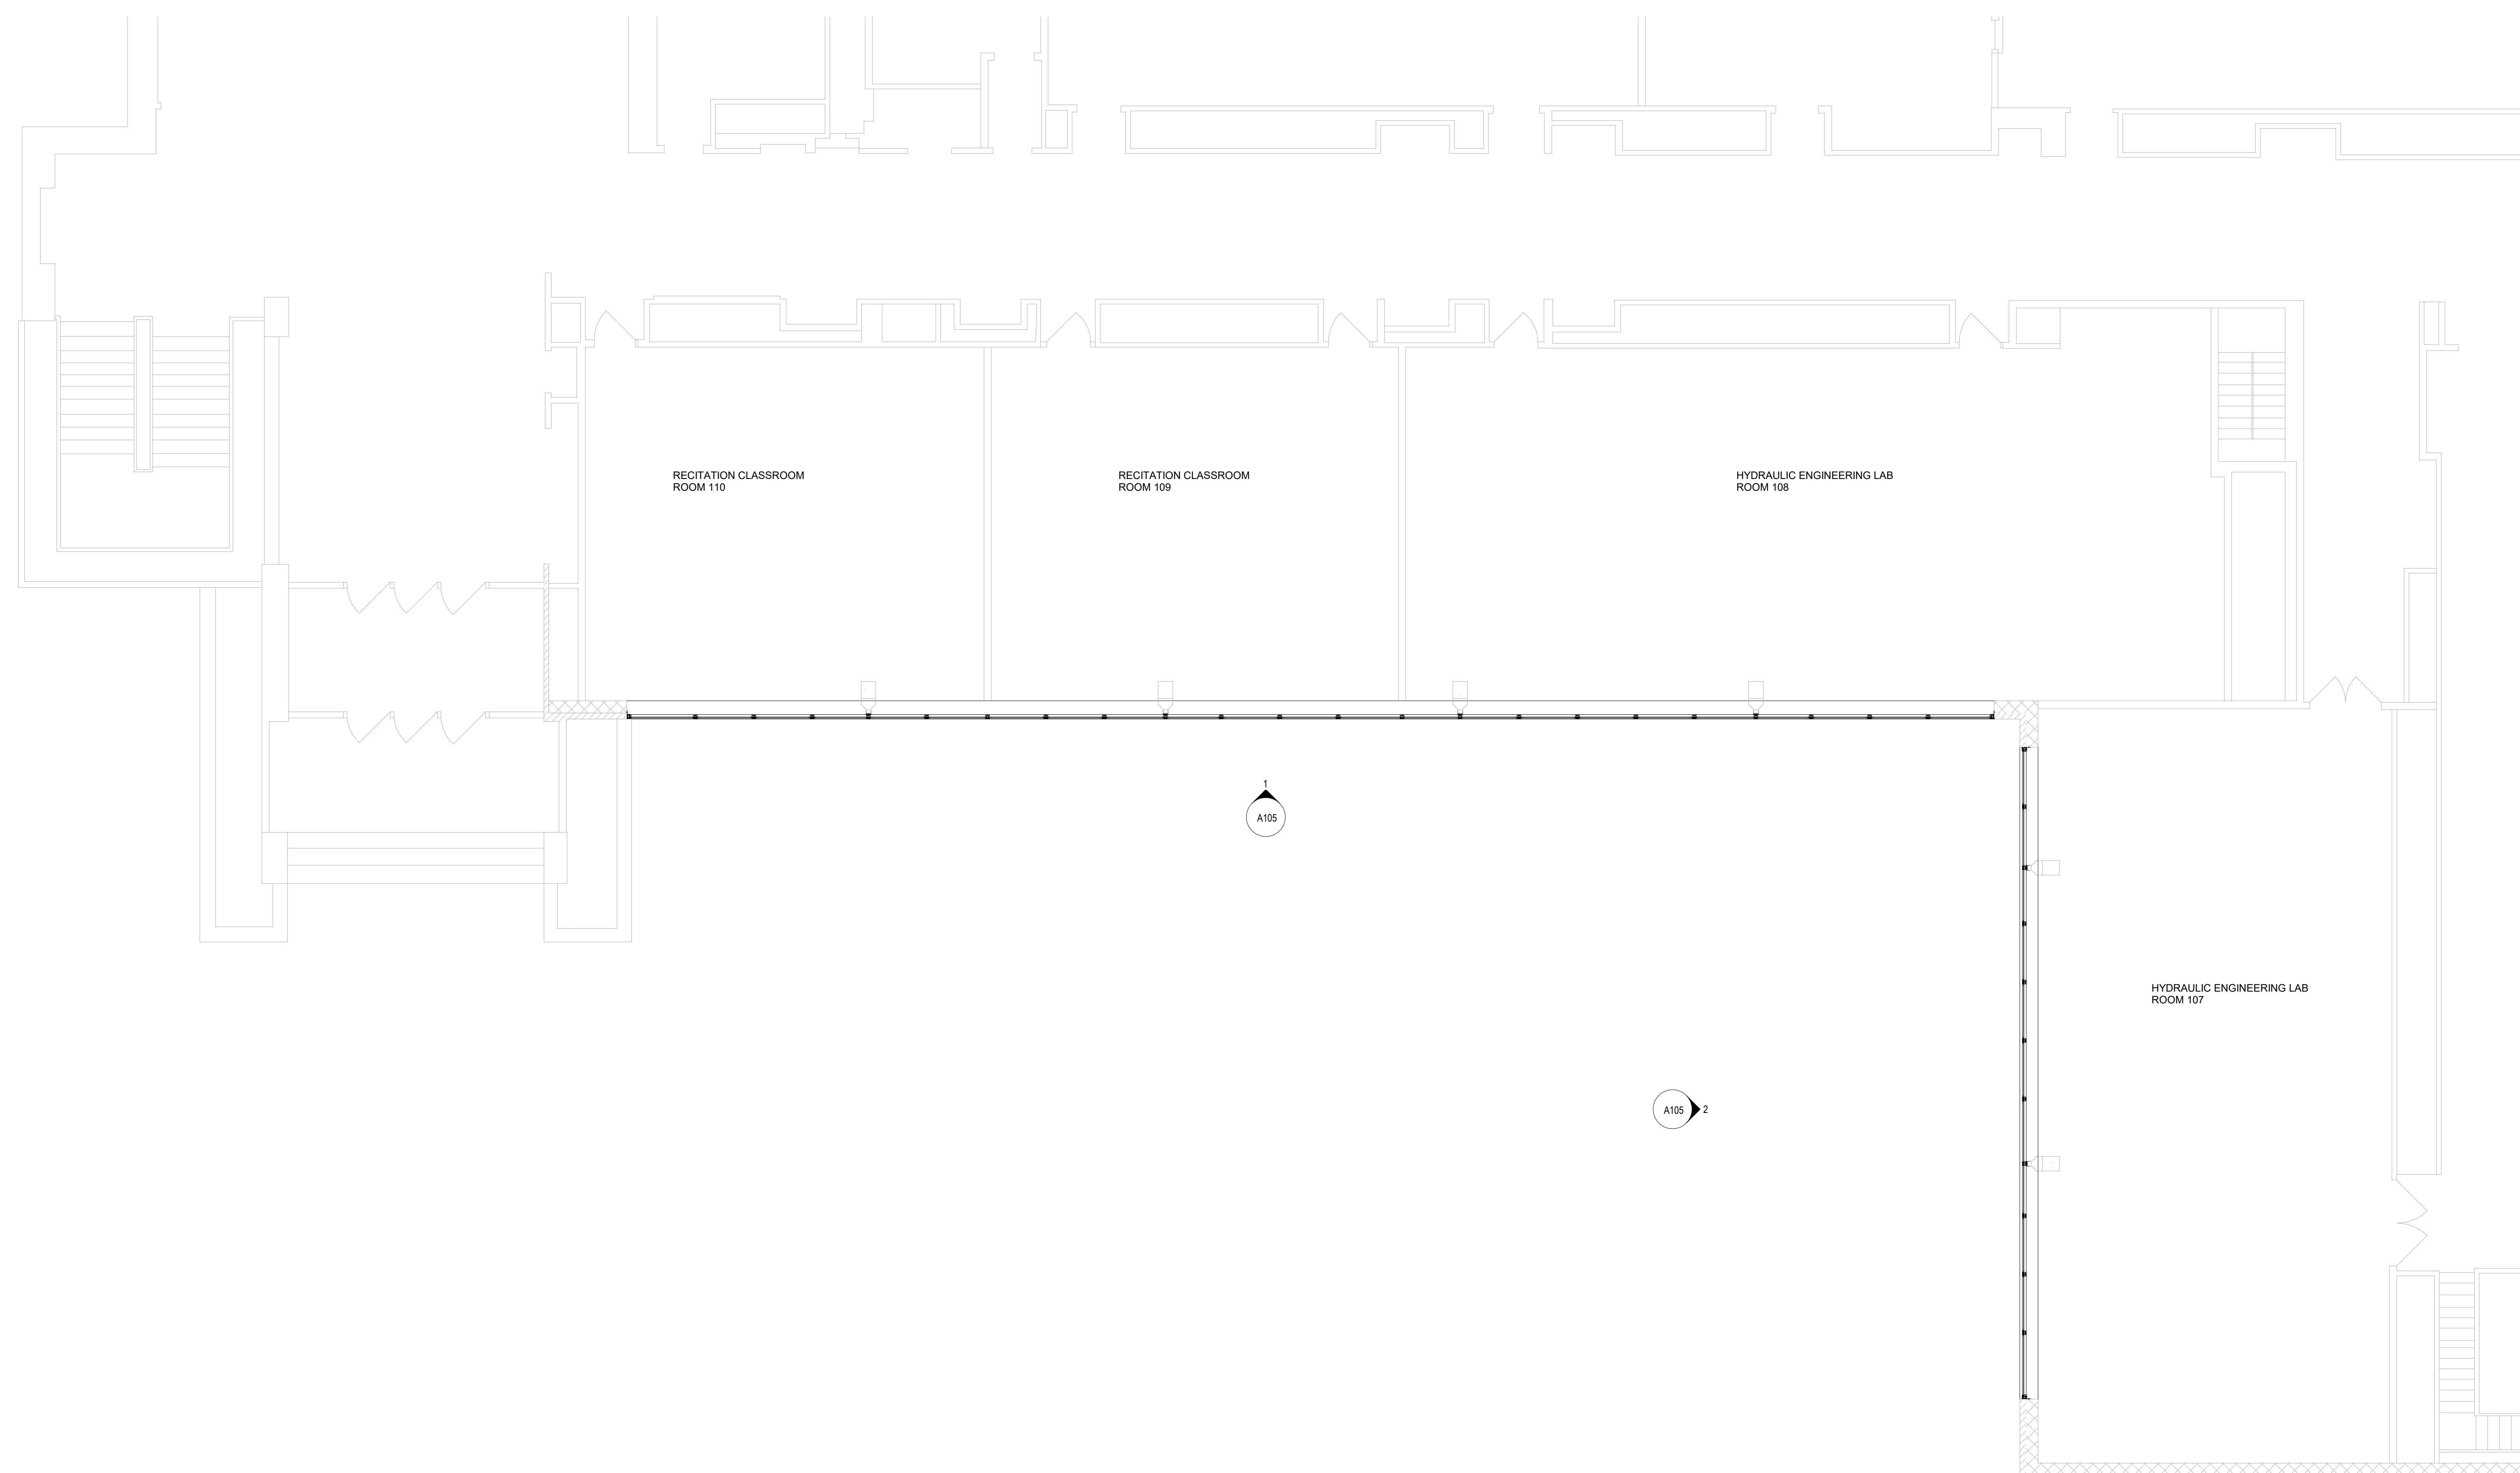 RECITATION CLASSROOM
ROOM 110
RECITATION CLASSROOM
ROOM 109
HYDRAULIC ENGINEERING LAB
ROOM 108
1
A105
HYDRAULIC ENGINEERING LAB
ROOM 107
A105
2